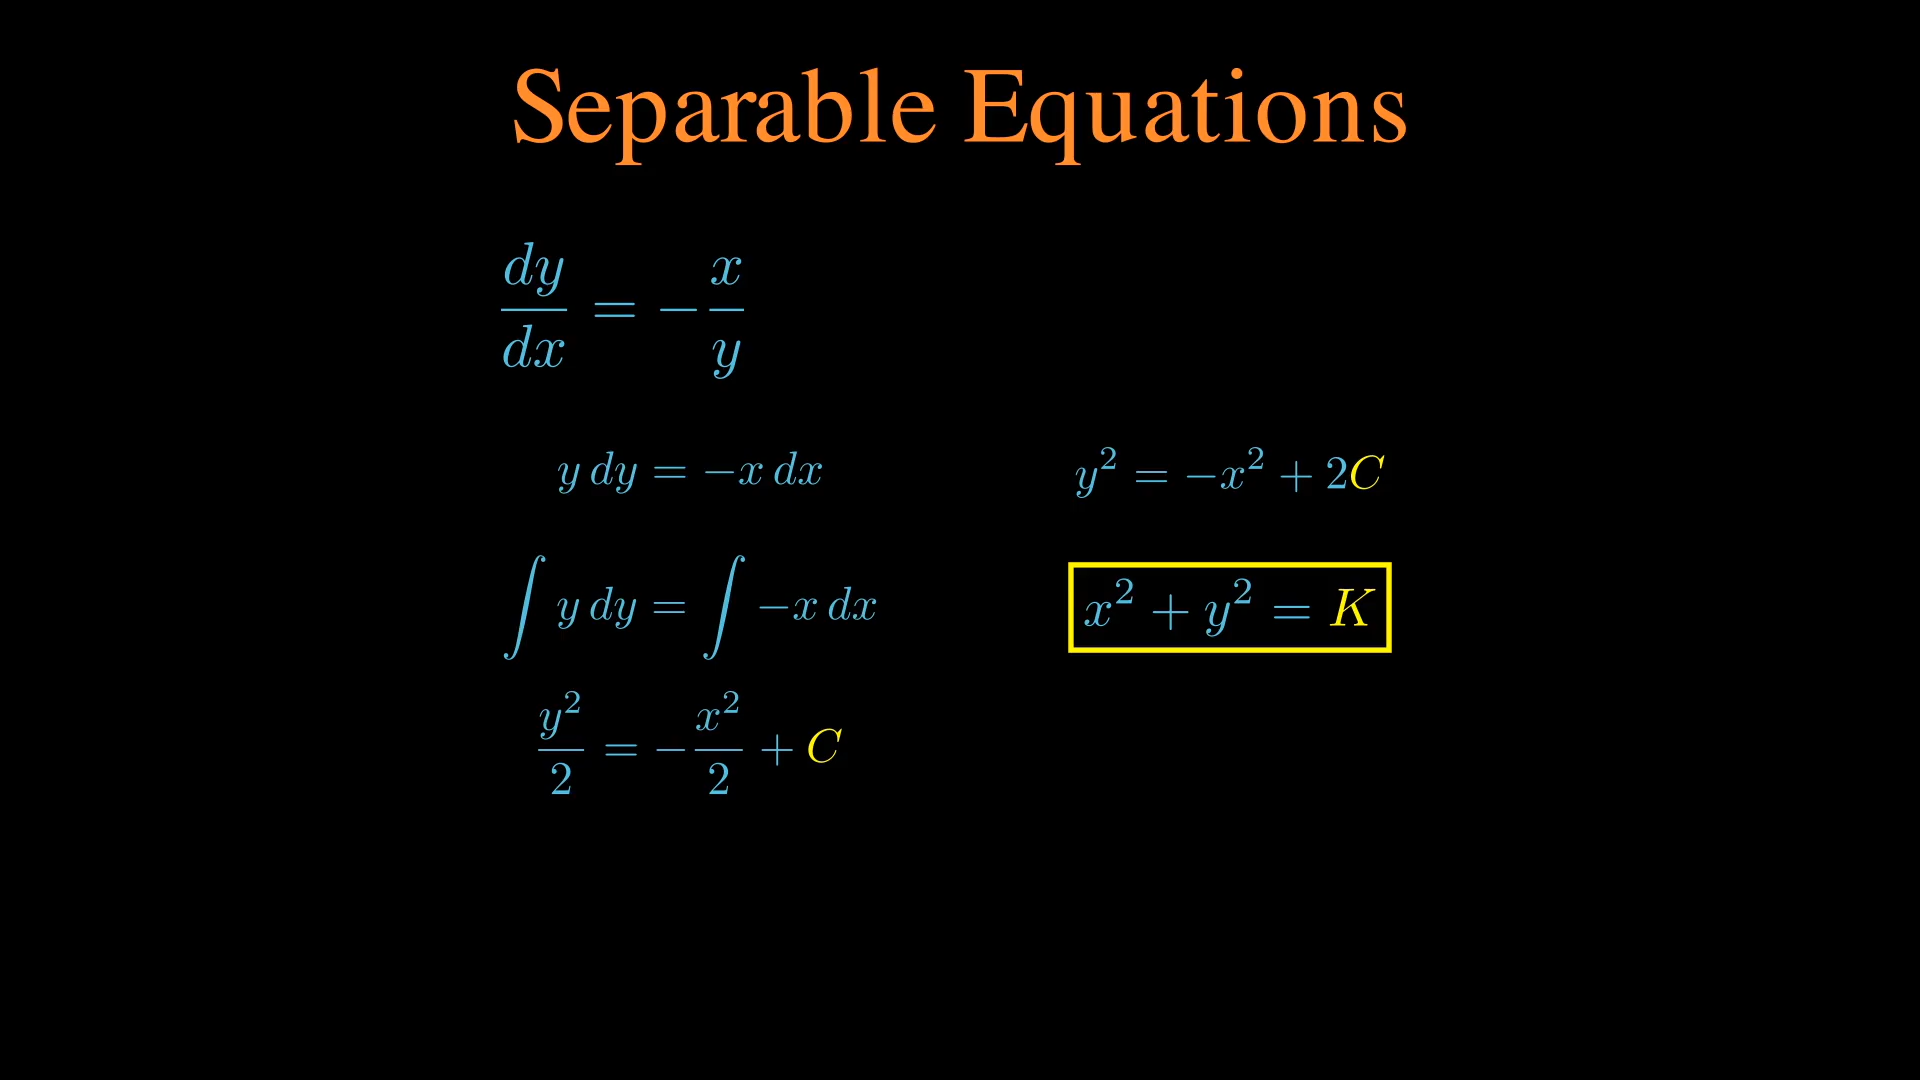 Separable Equations
dy/dx = −x/y
y dy = −x dx
∫ y dy = ∫ −x dx
y²/2 = −x²/2 + C
y² = −x² + 2C
x² + y² = K